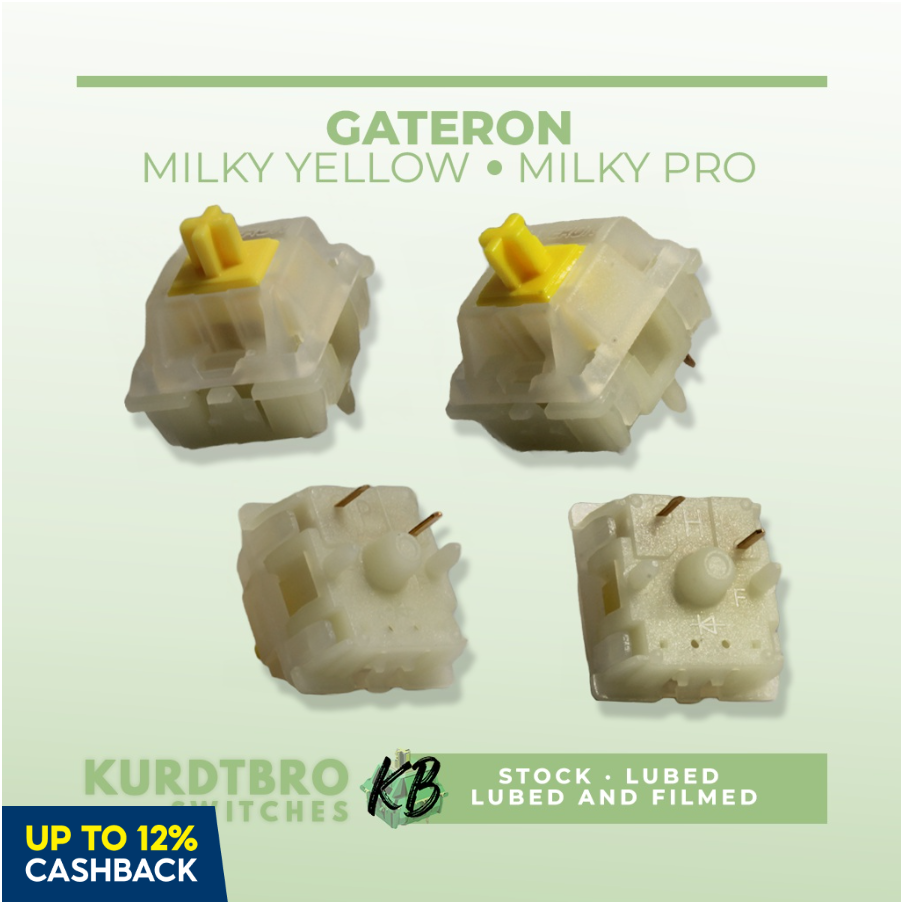 GATERON
MILKY YELLOW • MILKY PRO
H
F
KURDTBRO
SWITCHES
KB
STOCK · LUBED
LUBED AND FILMED
UP TO 12%
CASHBACK